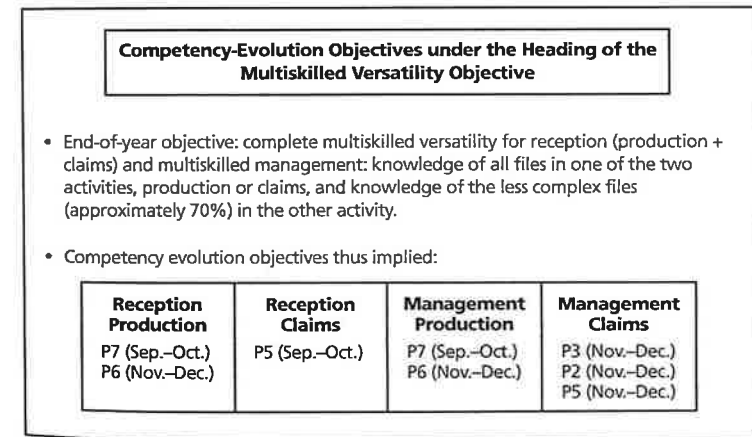 Competency-Evolution Objectives under the Heading of the
Multiskilled Versatility Objective
• End-of-year objective: complete multiskilled versatility for reception (production +
claims) and multiskilled management: knowledge of all files in one of the two
activities, production or claims, and knowledge of the less complex files
(approximately 70%) in the other activity.
• Competency evolution objectives thus implied:
Reception
Production
P7 (Sep.–Oct.)
P6 (Nov.–Dec.)
Reception
Claims
P5 (Sep.–Oct.)
Management
Production
P7 (Sep.–Oct.)
P6 (Nov.–Dec.)
Management
Claims
P3 (Nov.–Dec.)
P2 (Nov.–Dec.)
P5 (Nov.–Dec.)